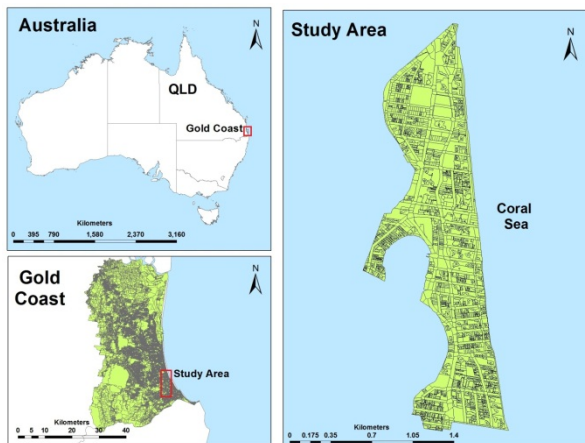 Australia
N
QLD
Gold Coast
Kilometers
0 395 790 1,580 2,370 3,160
Gold
Coast
N
Study Area
Kilometers
0 5 10 20 30 40
Study Area
N
Coral
Sea
Kilometers
0 0.175 0.35 0.7 1.05 1.4